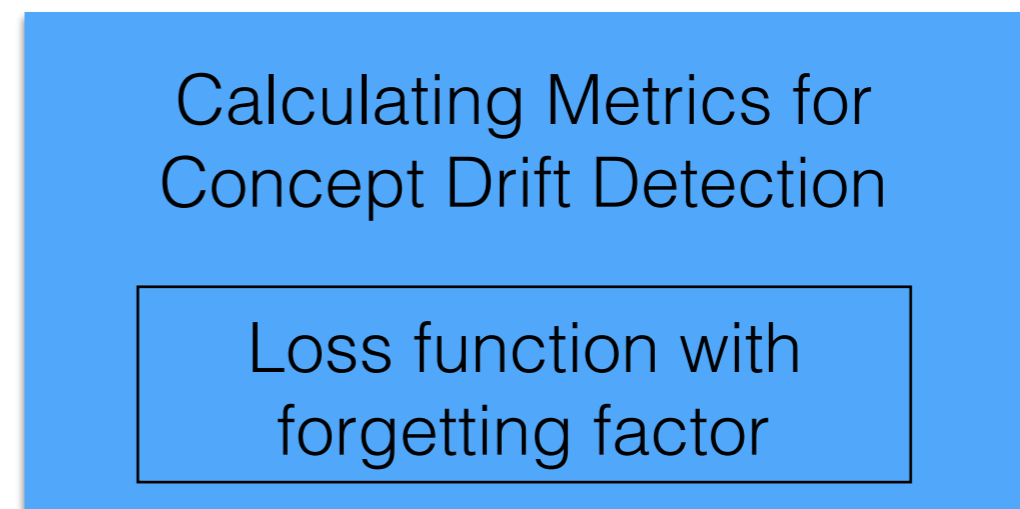 Calculating Metrics for
Concept Drift Detection
Loss function with
forgetting factor